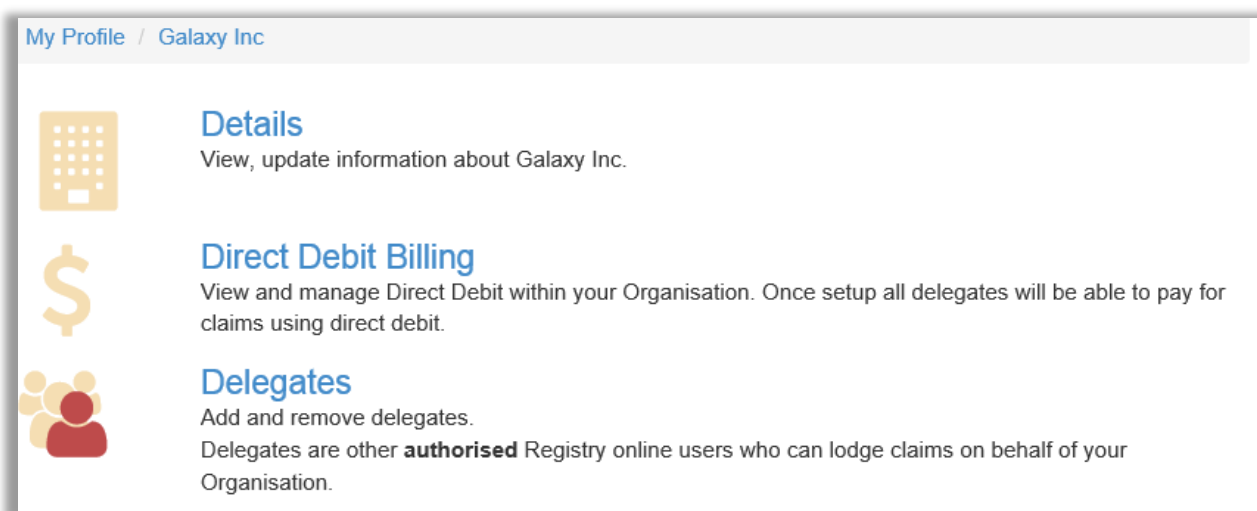 My Profile / Galaxy Inc
Details
View, update information about Galaxy Inc.
$
Direct Debit Billing
View and manage Direct Debit within your Organisation. Once setup all delegates will be able to pay for
claims using direct debit.
Delegates
Add and remove delegates.
Delegates are other authorised Registry online users who can lodge claims on behalf of your
Organisation.